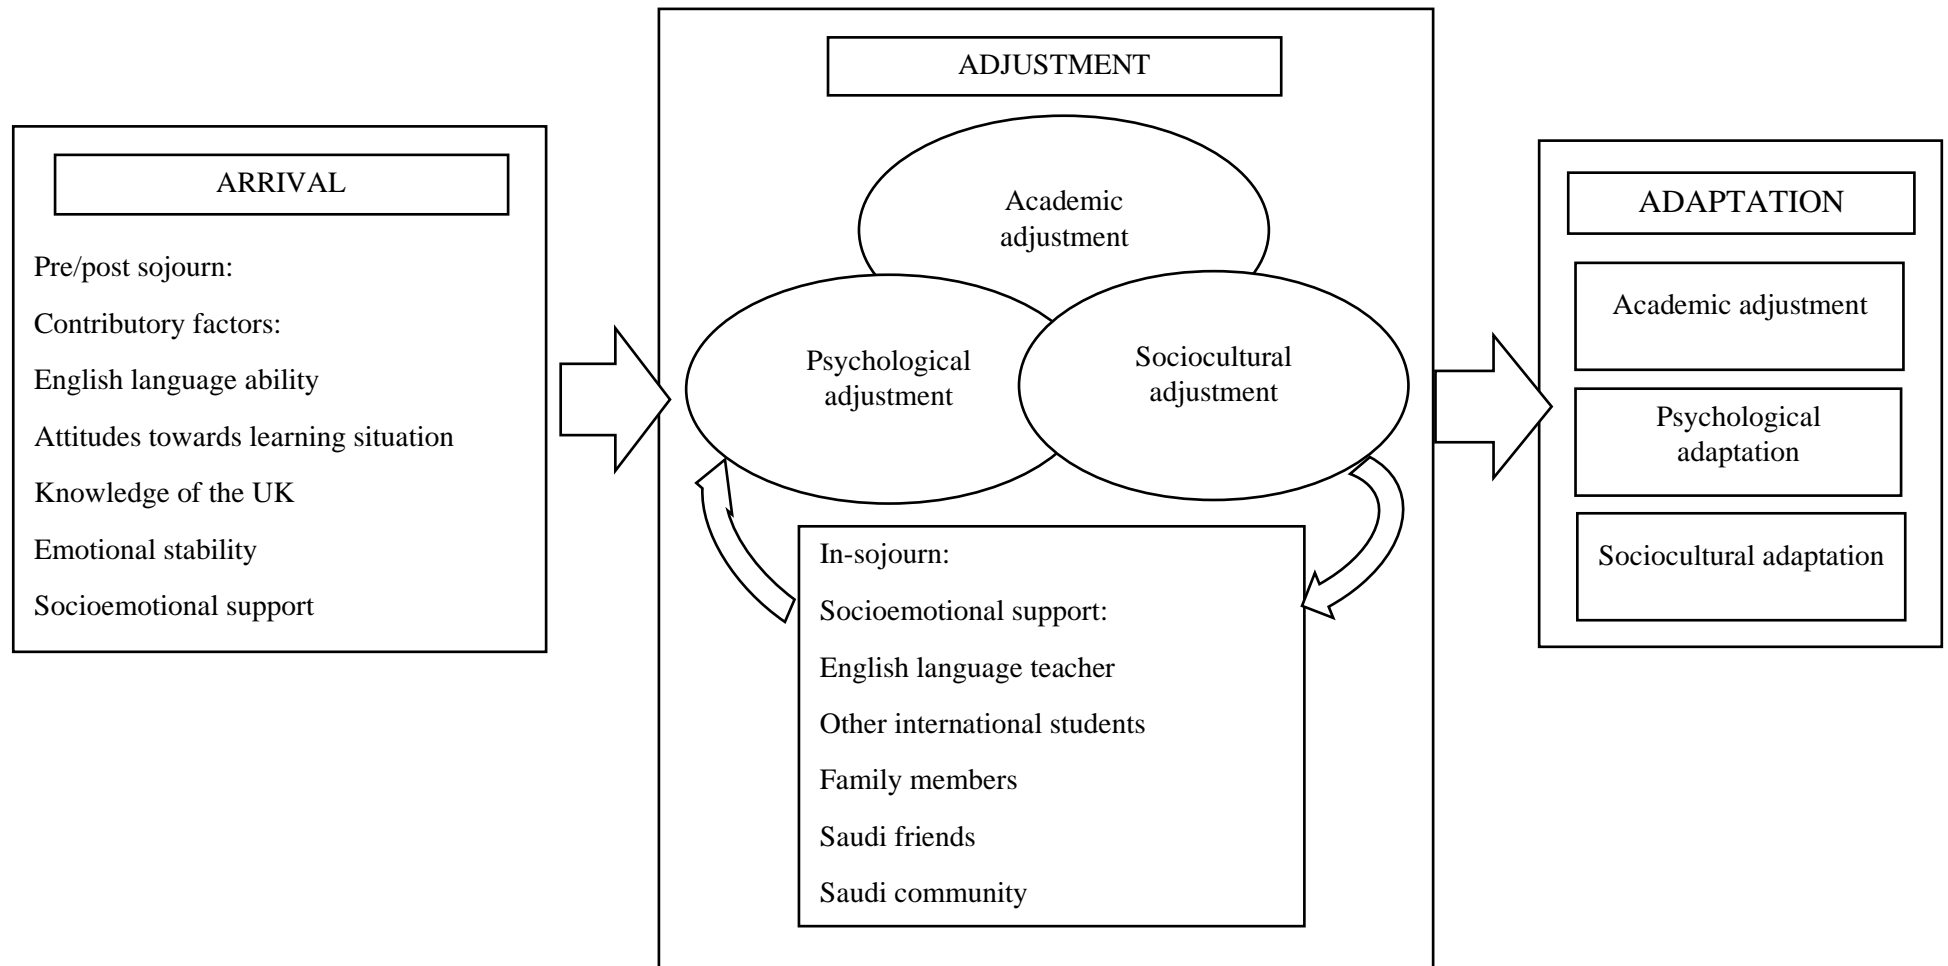 ARRIVAL
Pre/post sojourn:
Contributory factors:
English language ability
Attitudes towards learning situation
Knowledge of the UK
Emotional stability
Socioemotional support
ADJUSTMENT
Academic
adjustment
Psychological
adjustment
Sociocultural
adjustment
In-sojourn:
Socioemotional support:
English language teacher
Other international students
Family members
Saudi friends
Saudi community
ADAPTATION
Academic adjustment
Psychological
adaptation
Sociocultural adaptation